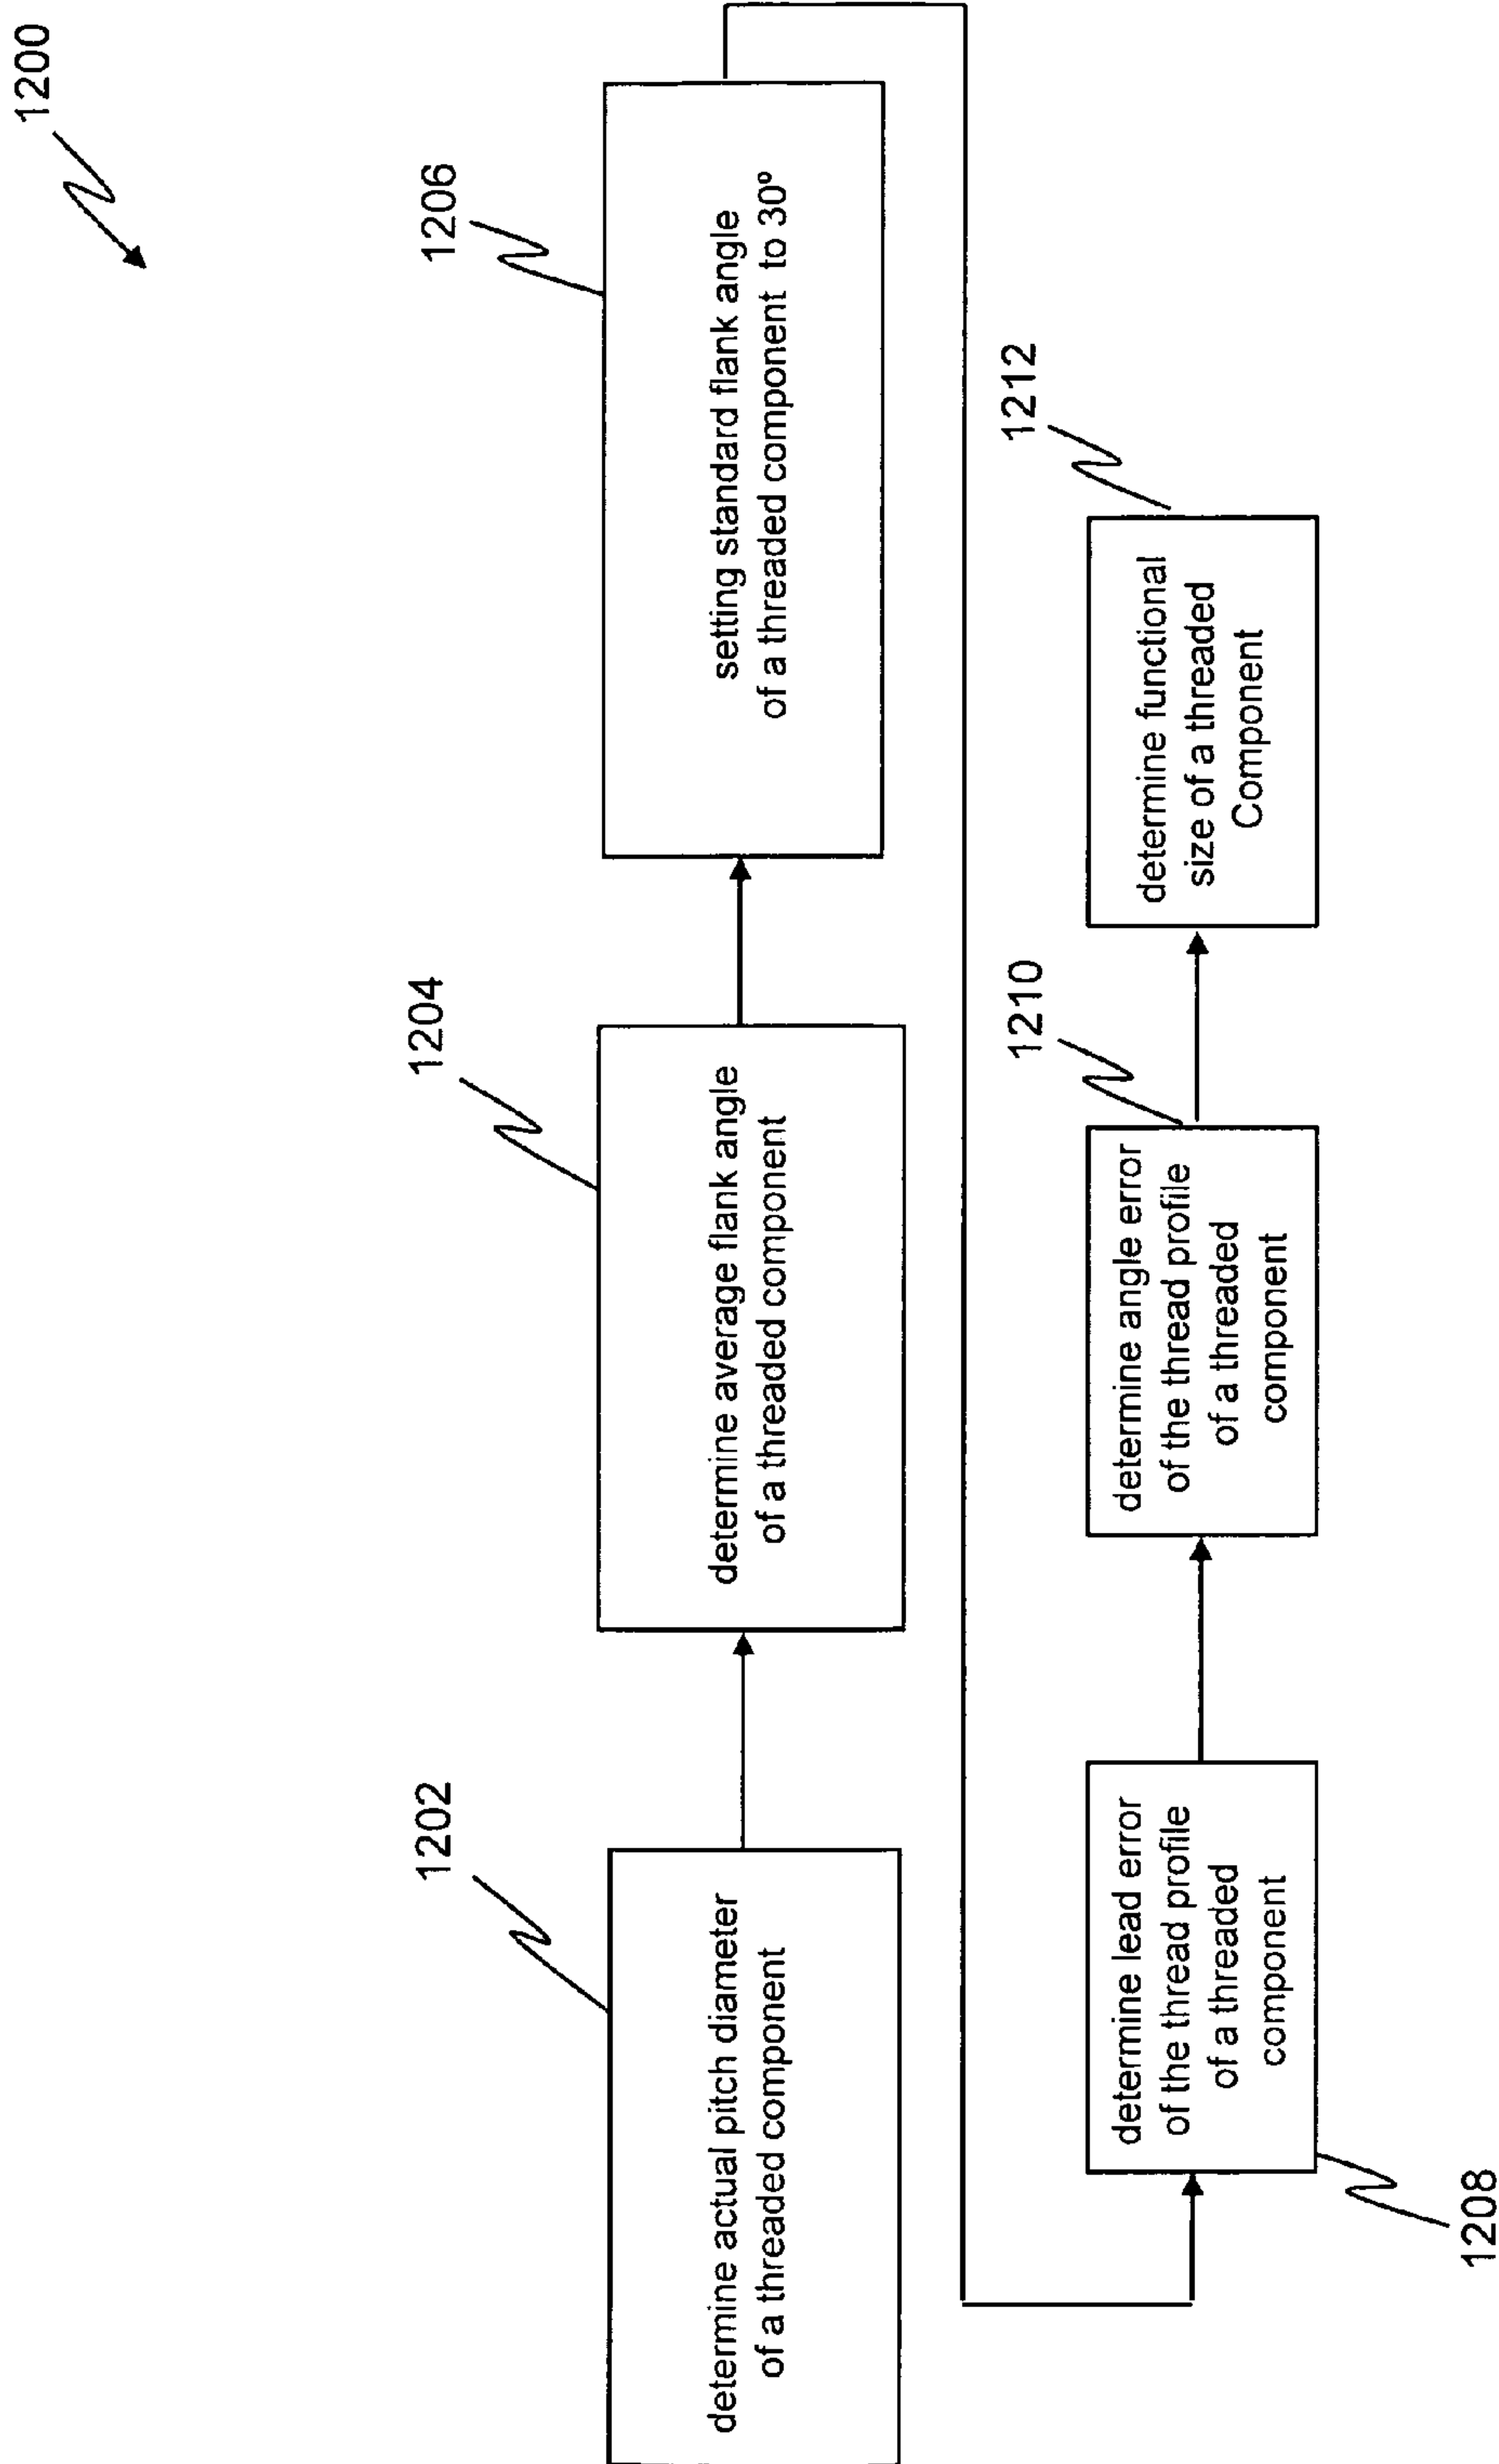 1200
1202
determine actual pitch diameter
of a threaded component
1204
determine average flank angle
of a threaded component
1206
setting standard flank angle
of a threaded component to 30º
1208
determine lead error
of the thread profile
of a threaded
component
1210
determine angle error
of the thread profile
of a threaded
component
1212
determine functional
size of a threaded
Component